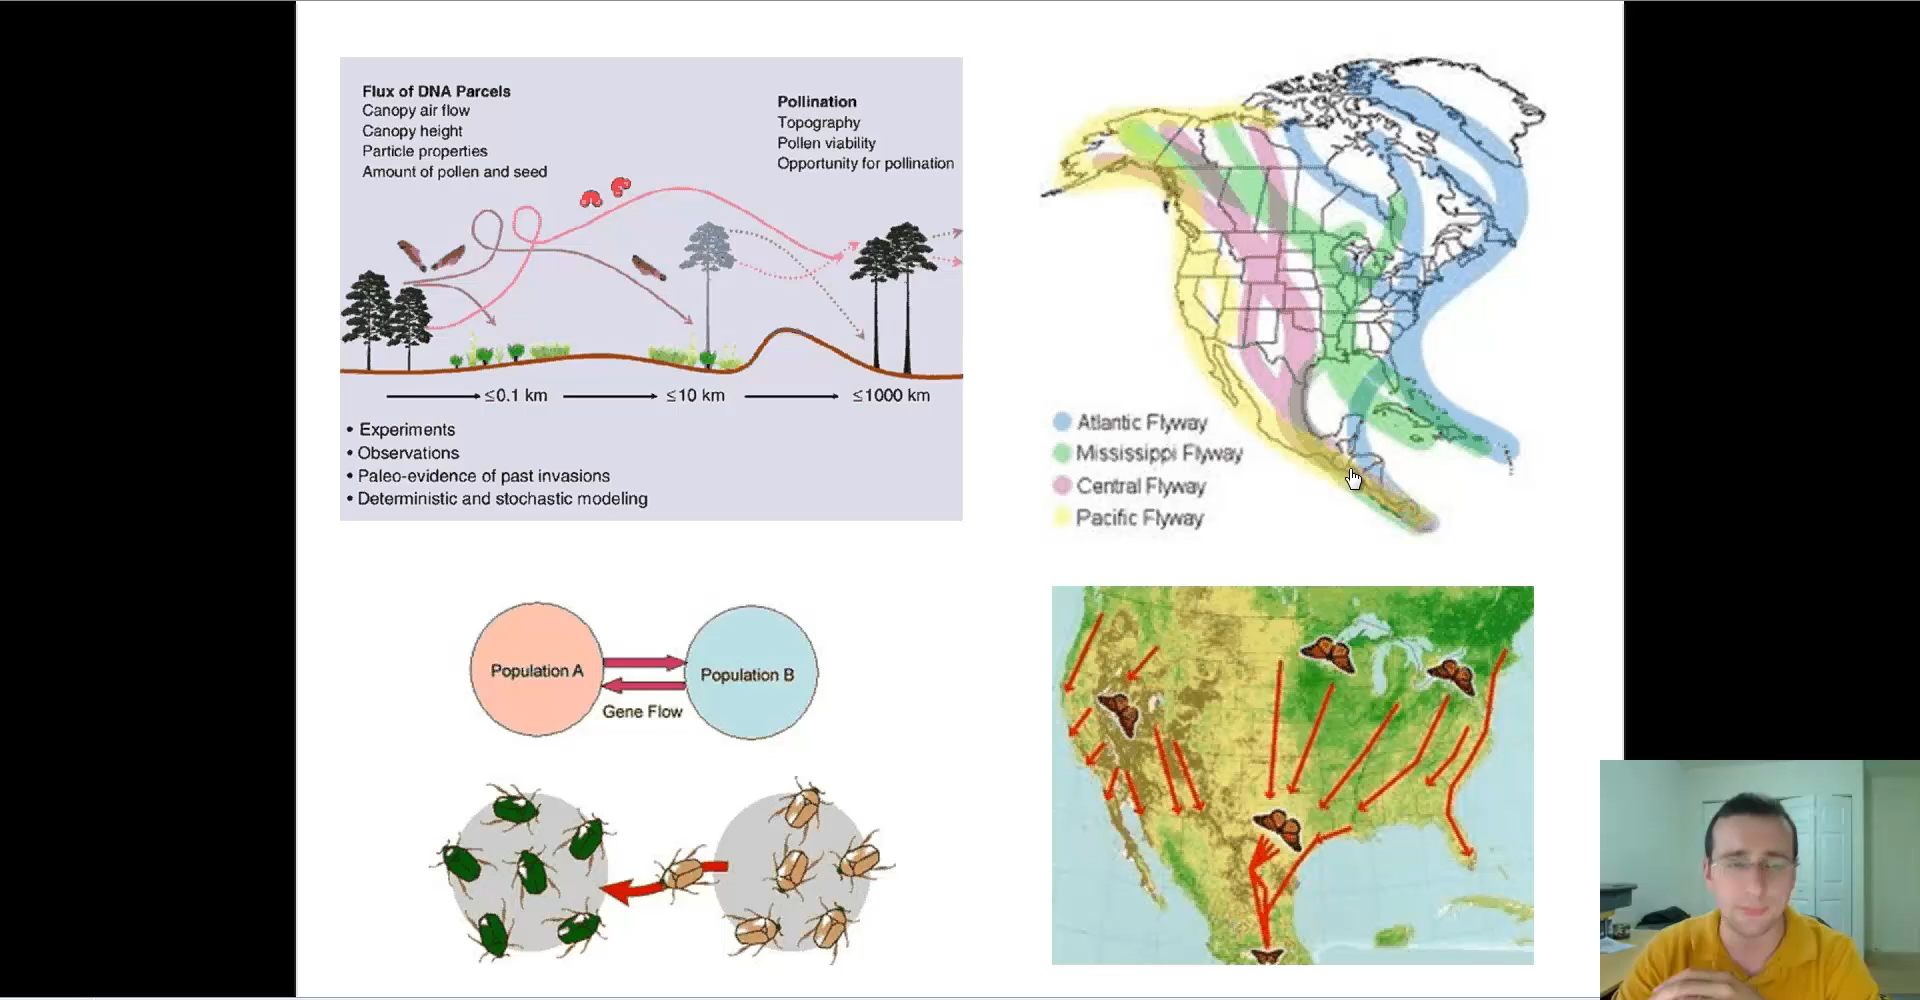 Flux of DNA Parcels
Canopy air flow
Canopy height
Particle properties
Amount of pollen and seed
Pollination
Topography
Pollen viability
Opportunity for pollination
≤0.1 km
≤10 km
≤1000 km
• Experiments
• Observations
• Paleo-evidence of past invasions
• Deterministic and stochastic modeling
Atlantic Flyway
Mississippi Flyway
Central Flyway
Pacific Flyway
Population A
Population B
Gene Flow